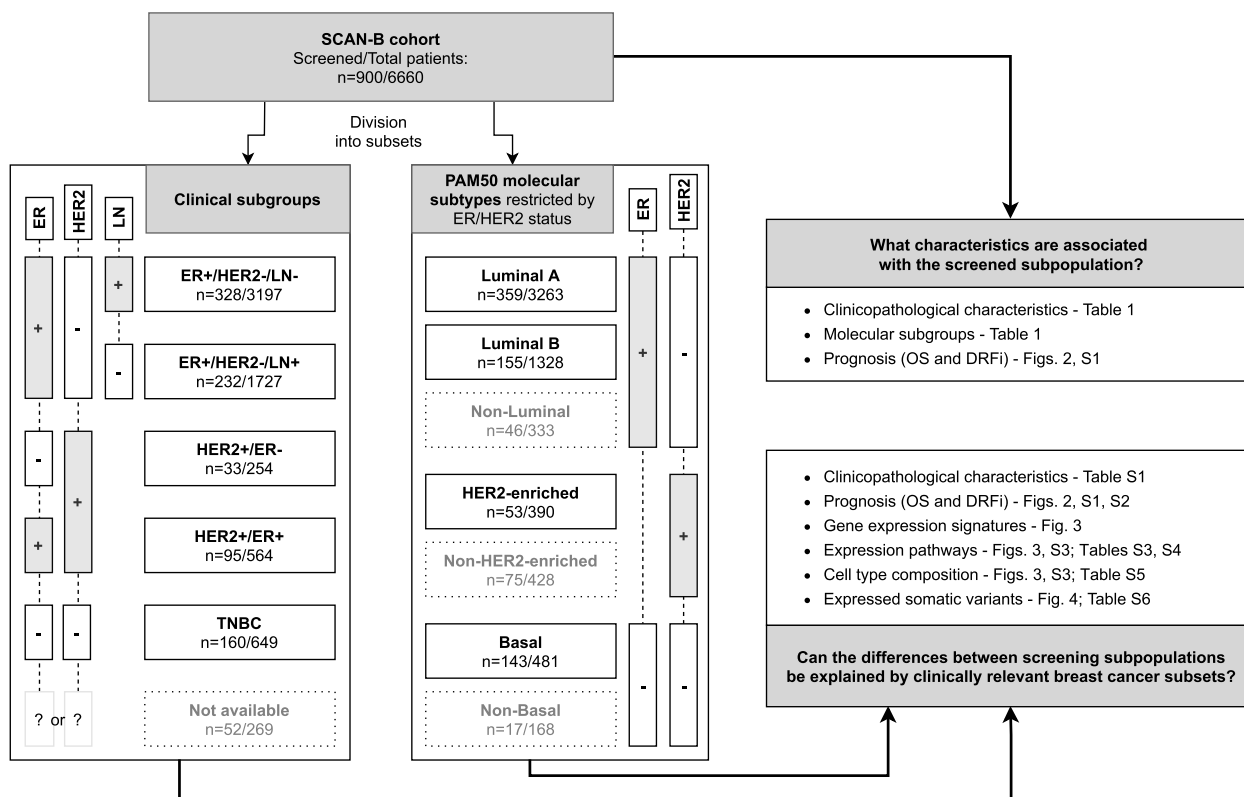 SCAN-B cohort
Screened/Total patients:
n=900/6660
Division
into subsets
ER
HER2
LN
Clinical subgroups
+
-
+
-
-
+
+
-
-
? or ?
ER+/HER2-/LN-
n=328/3197
ER+/HER2-/LN+
n=232/1727
HER2+/ER-
n=33/254
HER2+/ER+
n=95/564
TNBC
n=160/649
Not available
n=52/269
PAM50 molecular
subtypes restricted by
ER/HER2 status
ER
HER2
Luminal A
n=359/3263
Luminal B
n=155/1328
Non-Luminal
n=46/333
HER2-enriched
n=53/390
Non-HER2-enriched
n=75/428
Basal
n=143/481
Non-Basal
n=17/168
+
-
+
-
-
What characteristics are associated
with the screened subpopulation?
• Clinicopathological characteristics - Table 1
• Molecular subgroups - Table 1
• Prognosis (OS and DRFi) - Figs. 2, S1
• Clinicopathological characteristics - Table S1
• Prognosis (OS and DRFi) - Figs. 2, S1, S2
• Gene expression signatures - Fig. 3
• Expression pathways - Figs. 3, S3; Tables S3, S4
• Cell type composition - Figs. 3, S3; Table S5
• Expressed somatic variants - Fig. 4; Table S6
Can the differences between screening subpopulations
be explained by clinically relevant breast cancer subsets?